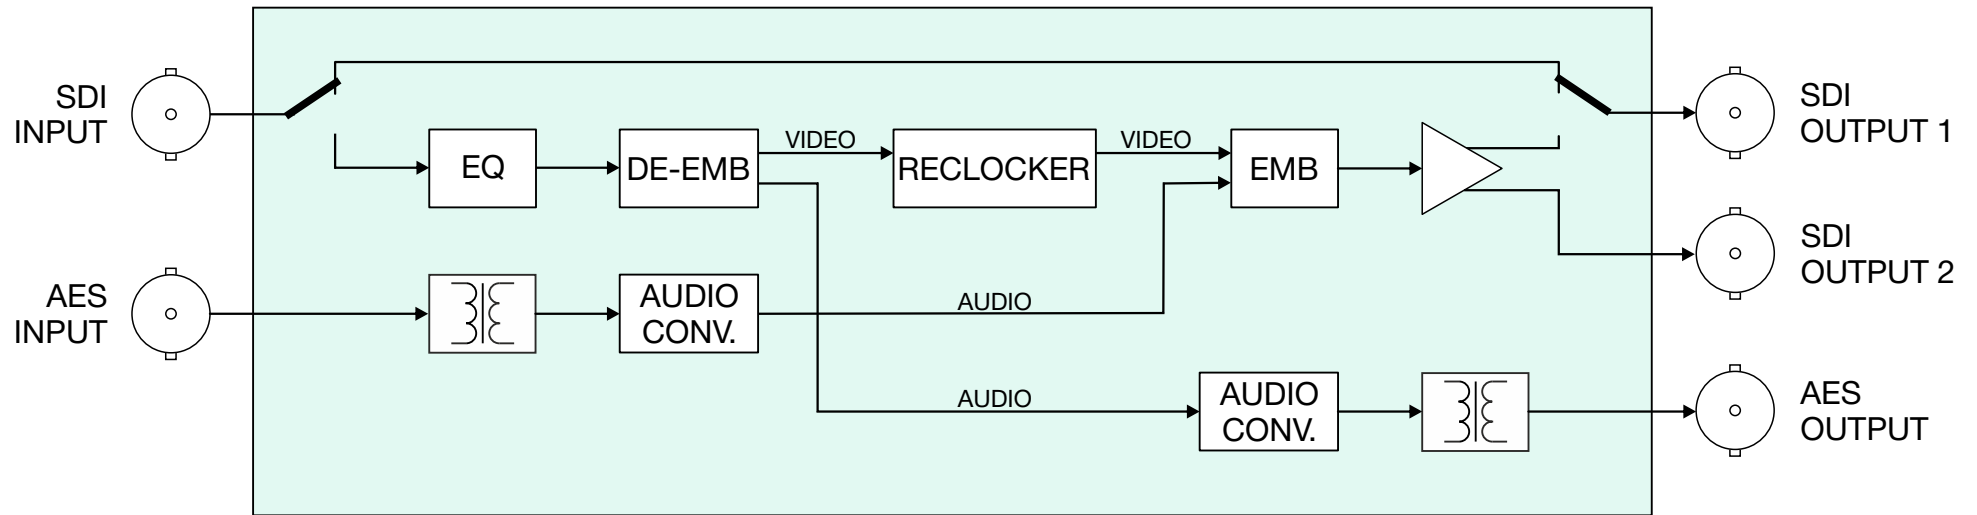 SDI
INPUT
SDI
OUTPUT 1
VIDEO
VIDEO
EQ
DE-EMB
RECLOCKER
EMB
SDI
OUTPUT 2
AES
INPUT
AUDIO
CONV.
AUDIO
AUDIO
AUDIO
CONV.
AES
OUTPUT